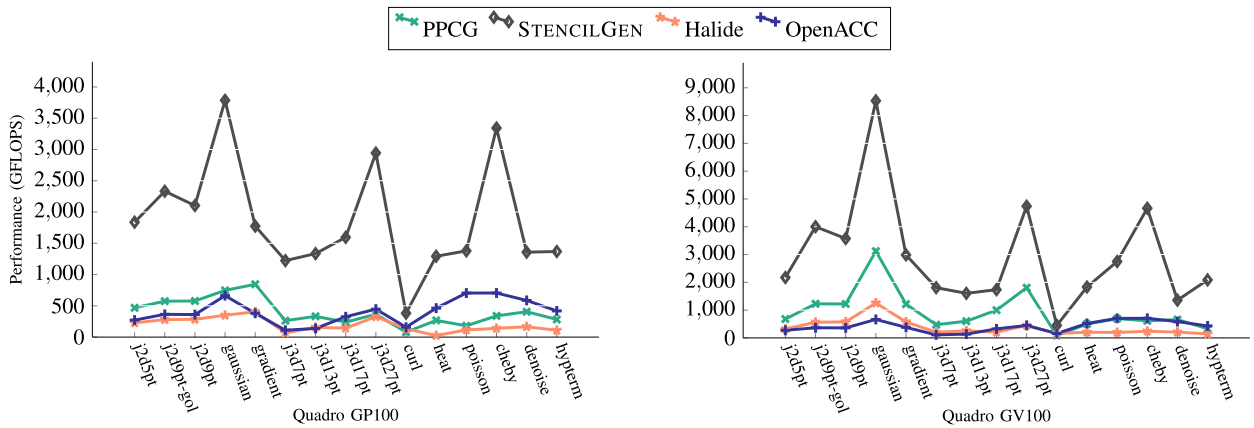 PPCG STENCILGEN Halide OpenACC
Performance (GFLOPS)
4,000
3,500
3,000
2,500
2,000
1,500
1,000
500
0
j2d5pt
j2d9pt-gol
j2d9pt
gaussian
gradient
j3d7pt
j3d13pt
j3d17pt
j3d27pt
curl
heat
poisson
cheby
denoise
hypterm
Quadro GP100
9,000
8,000
7,000
6,000
5,000
4,000
3,000
2,000
1,000
0
j2d5pt
j2d9pt-gol
j2d9pt
gaussian
gradient
j3d7pt
j3d13pt
j3d17pt
j3d27pt
curl
heat
poisson
cheby
denoise
hypterm
Quadro GV100